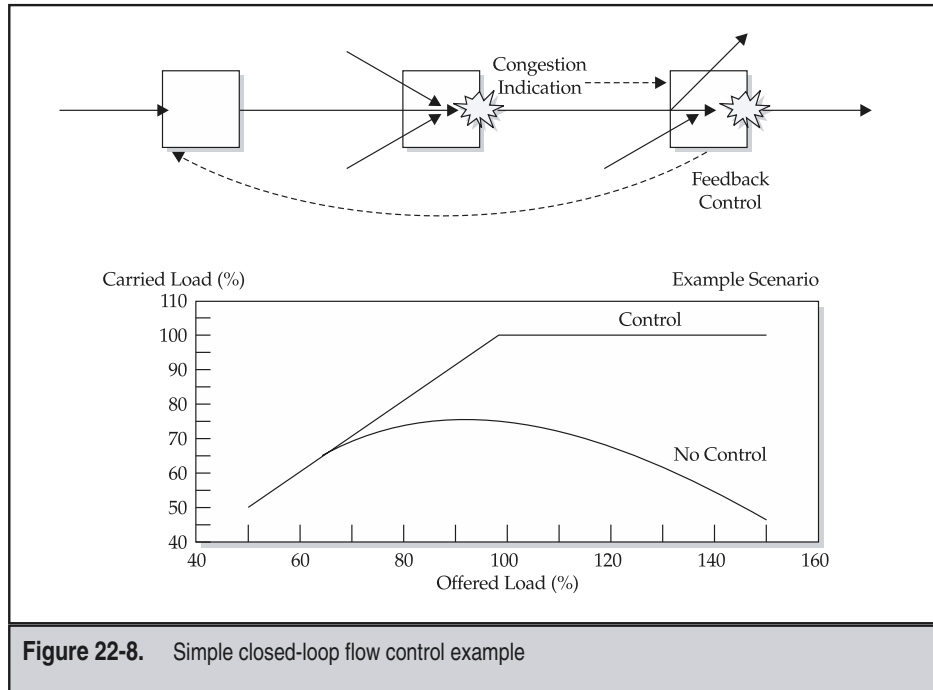 Congestion
Indication
Feedback
Control
Carried Load (%)
Example Scenario
110
100
90
80
70
60
50
40
Control
No Control
40
60
80
100
120
140
160
Offered Load (%)
Figure 22-8. Simple closed-loop flow control example